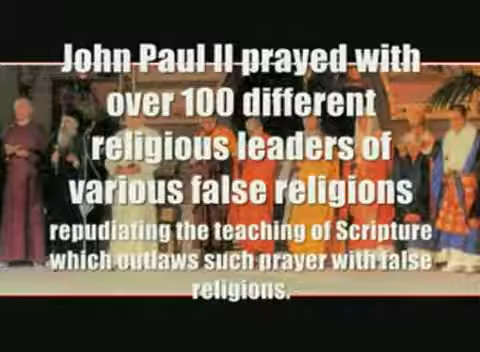 John Paul II prayed with
over 100 different
religious leaders of
various false religions
repudiating the teaching of Scripture
which outlaws such prayer with false
religions.